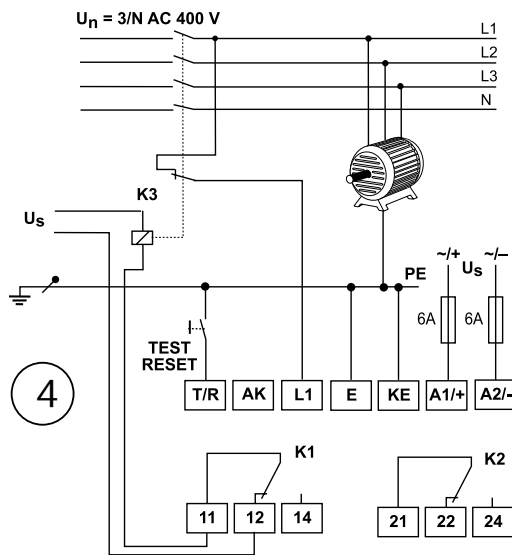 Un = 3/N AC 400 V
L1
L2
L3
N
K3
Us
PE
~/+
~/–
Us
6A
6A
TEST
RESET
4
T/R
AK
L1
E
KE
A1/+
A2/-
K1
K2
11
12
14
21
22
24